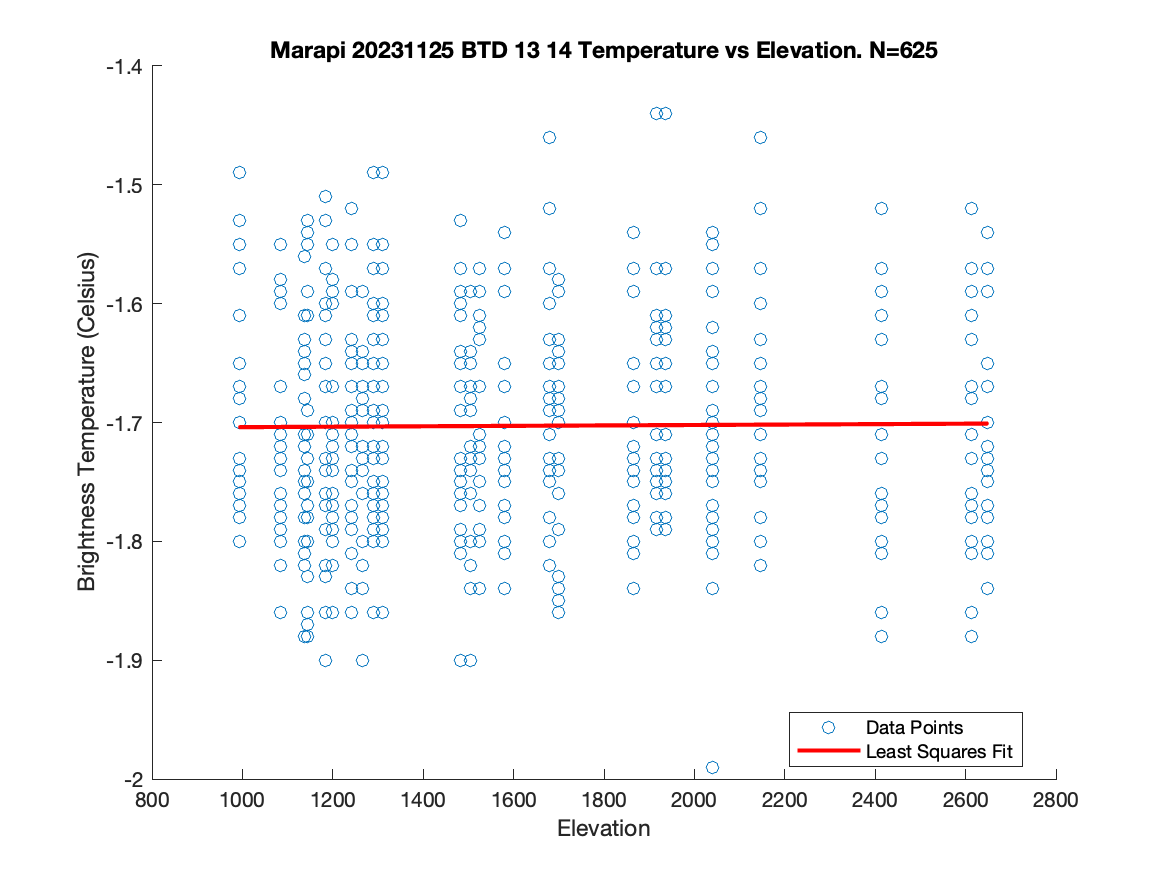 Marapi 20231125 BTD 13 14 Temperature vs Elevation. N=625
-1.4
-1.5
-1.6
-1.7
-1.8
-1.9
-2
Brightness Temperature (Celsius)
Data Points
Least Squares Fit
800 1000 1200 1400 1600 1800 2000 2200 2400 2600 2800
Elevation